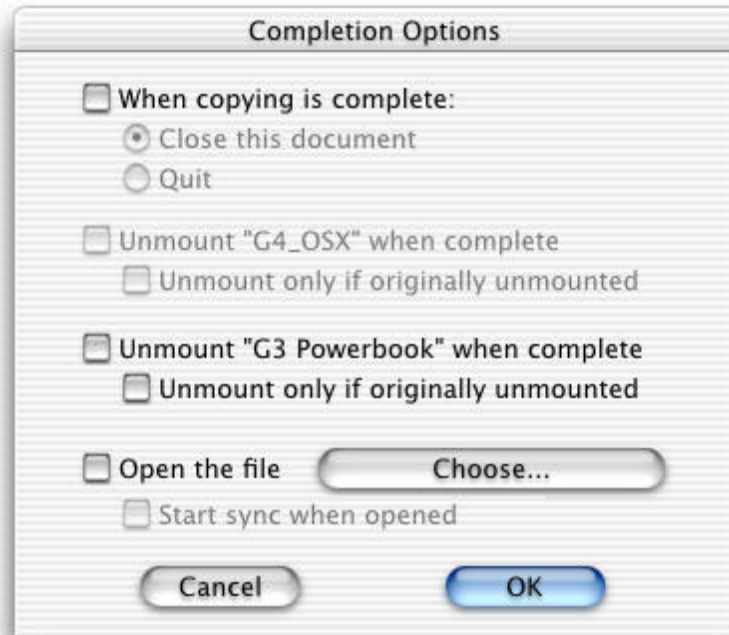 Completion Options
When copying is complete:
Close this document
Quit
Unmount "G4_OSX" when complete
Unmount only if originally unmounted
Unmount "G3 Powerbook" when complete
Unmount only if originally unmounted
Open the file Choose...
Start sync when opened
Cancel OK